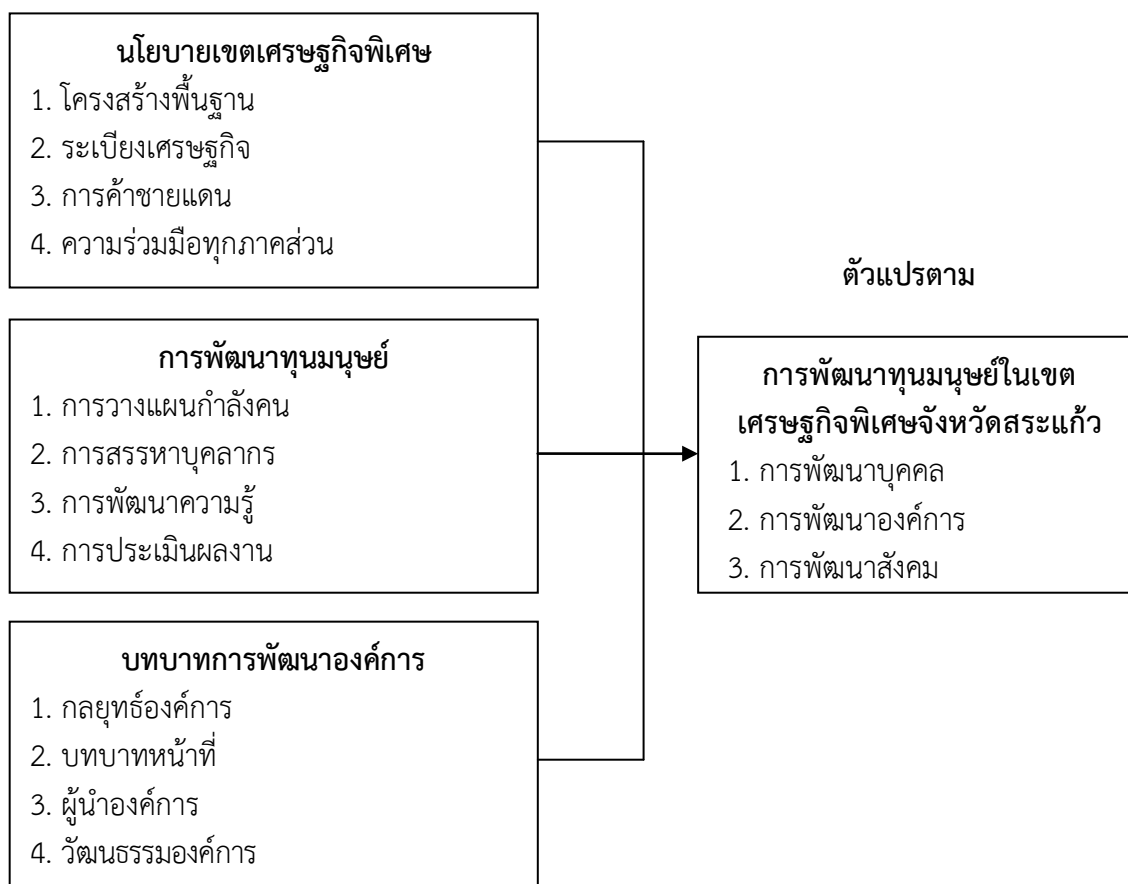 นโยบายเขตเศรษฐกิจพิเศษ
1. โครงสร้างพื้นฐาน
2. ระเบียงเศรษฐกิจ
3. การค้าชายแดน
4. ความร่วมมือทุกภาคส่วน
การพัฒนาทุนมนุษย์
1. การวางแผนกำลังคน
2. การสรรหาบุคลากร
3. การพัฒนาความรู้
4. การประเมินผลงาน
บทบาทการพัฒนาองค์การ
1. กลยุทธ์องค์การ
2. บทบาทหน้าที่
3. ผู้นำองค์การ
4. วัฒนธรรมองค์การ
ตัวแปรตาม
การพัฒนาทุนมนุษย์ในเขต
เศรษฐกิจพิเศษจังหวัดสระแก้ว
1. การพัฒนาบุคคล
2. การพัฒนาองค์การ
3. การพัฒนาสังคม